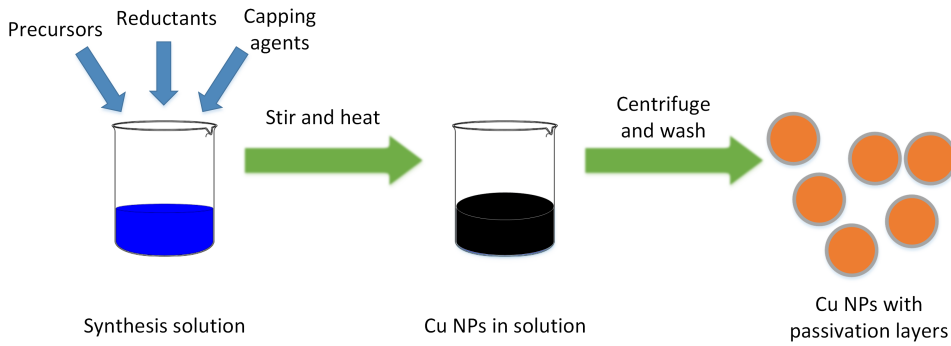 Precursors
Reductants
Capping
agents
Stir and heat
Centrifuge
and wash
Synthesis solution
Cu NPs in solution
Cu NPs with
passivation layers